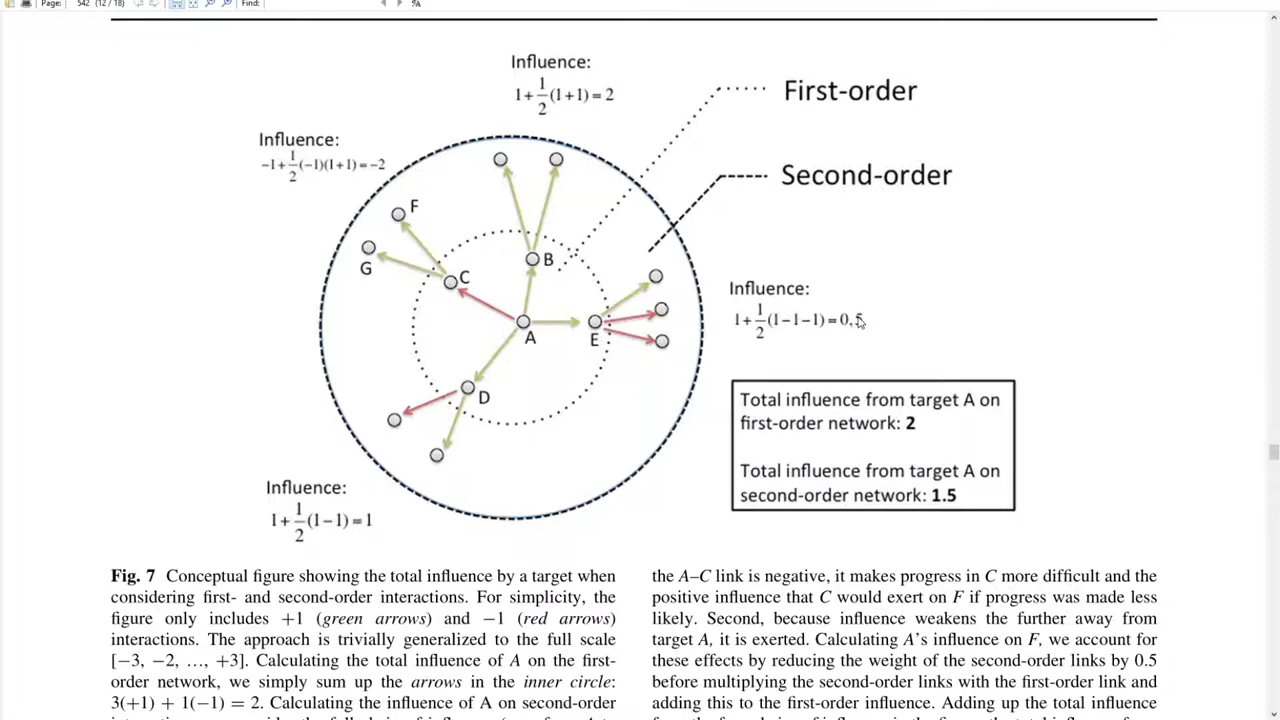 Page: 542 (12 / 18) Find:
Influence:
1+1/2(1+1)=2
First-order
Influence:
-1+1/2(-1)(1+1)=-2
Second-order
F
G
C
B
A
E
D
Influence:
1+1/2(1-1-1)=0,5
Total influence from target A on
first-order network: 2
Total influence from target A on
second-order network: 1.5
Influence:
1+1/2(1-1)=1
Fig. 7 Conceptual figure showing the total influence by a target when
considering first- and second-order interactions. For simplicity, the
figure only includes +1 (green arrows) and −1 (red arrows)
interactions. The approach is trivially generalized to the full scale
[−3, −2, …, +3]. Calculating the total influence of A on the first-
order network, we simply sum up the arrows in the inner circle:
3(+1) + 1(−1) = 2. Calculating the influence of A on second-order
the A–C link is negative, it makes progress in C more difficult and the
positive influence that C would exert on F if progress was made less
likely. Second, because influence weakens the further away from
target A, it is exerted. Calculating A's influence on F, we account for
these effects by reducing the weight of the second-order links by 0.5
before multiplying the second-order links with the first-order link and
adding this to the first-order influence. Adding up the total influence